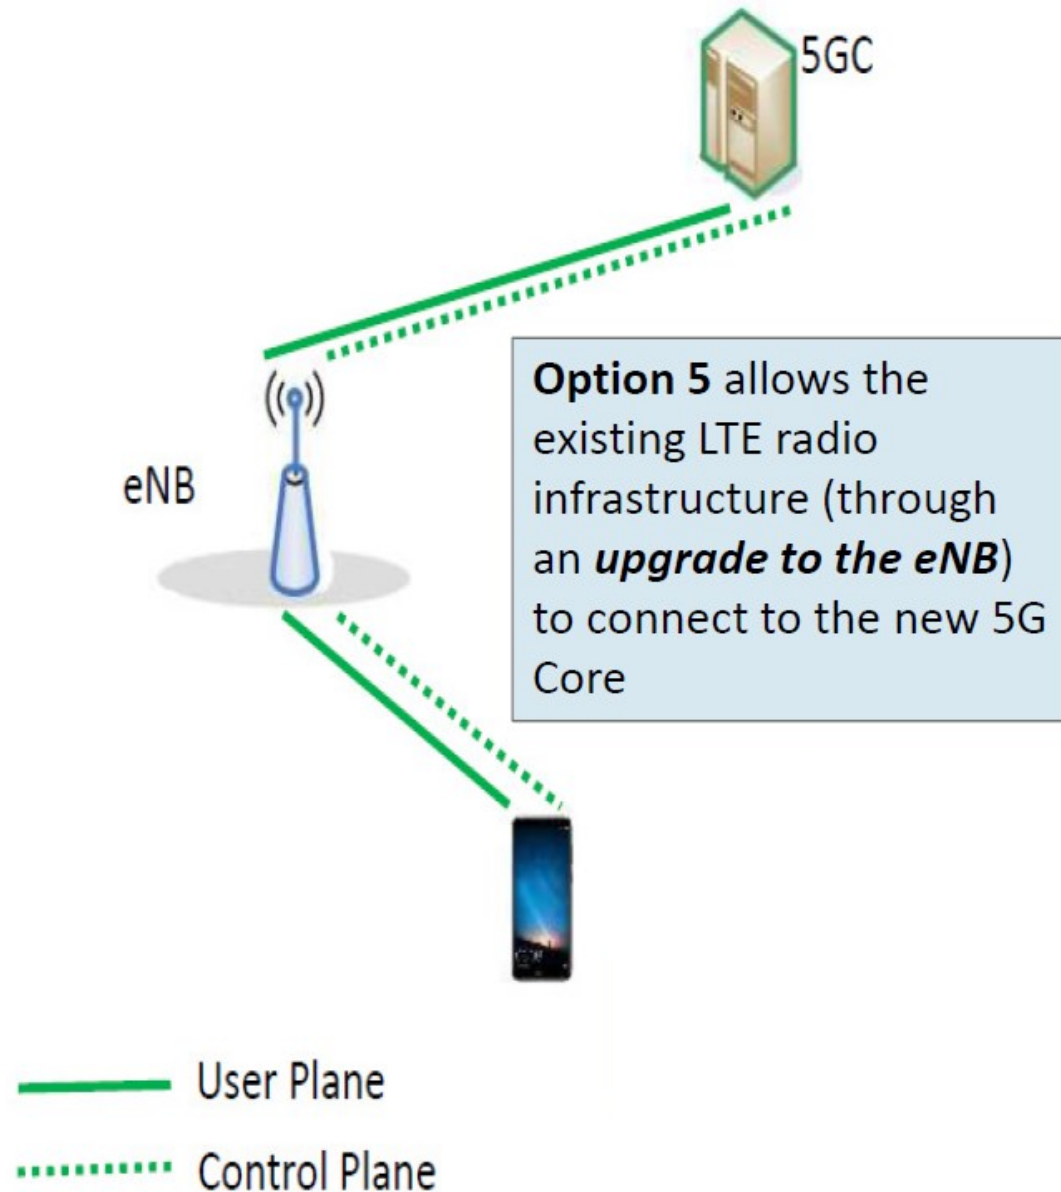 5GC
Option 5 allows the
existing LTE radio
infrastructure (through
an upgrade to the eNB)
to connect to the new 5G
Core
eNB
User Plane
Control Plane